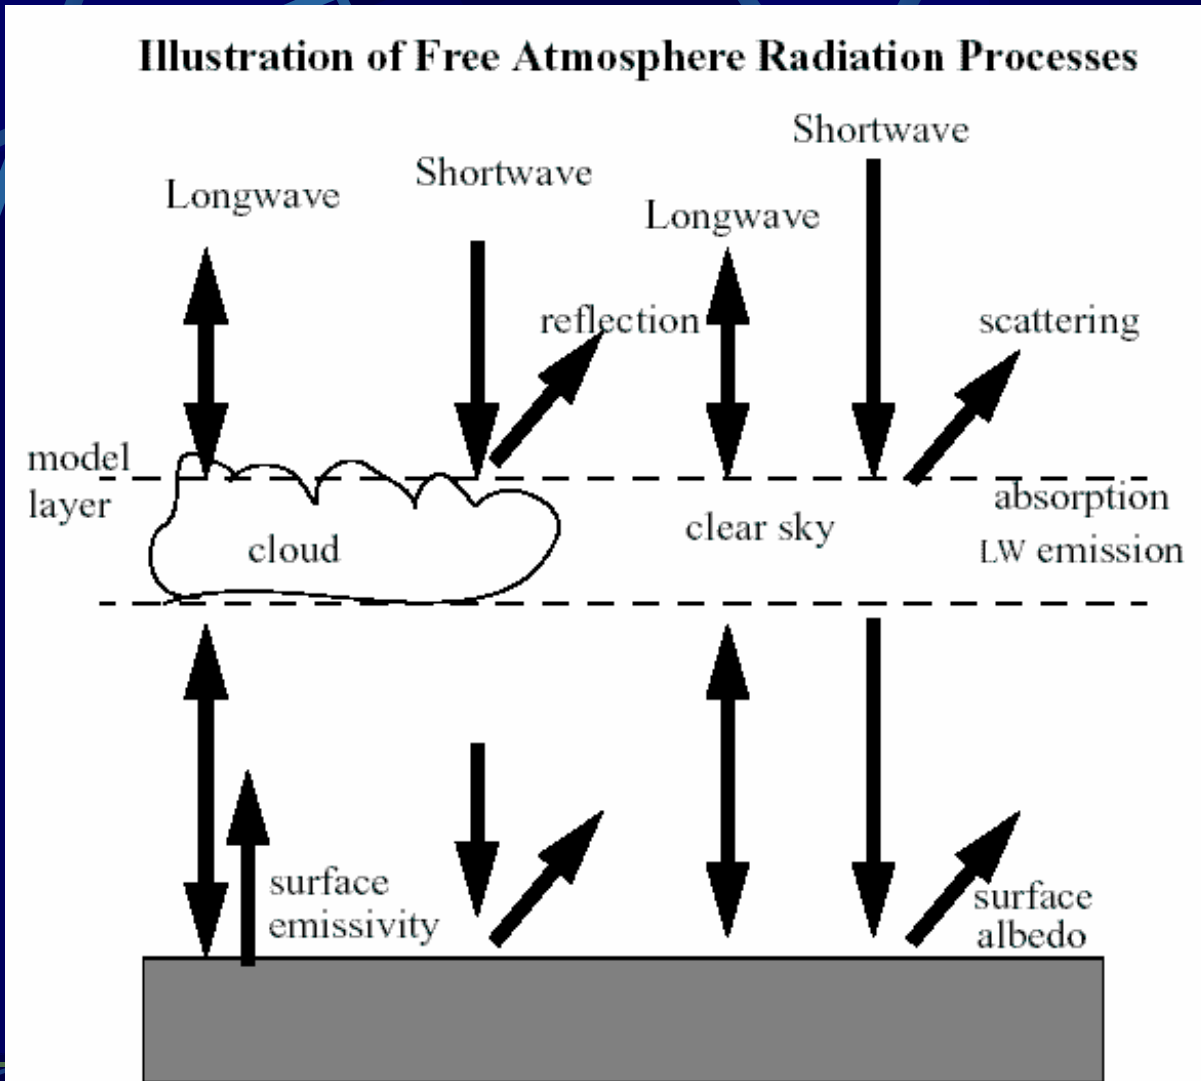 Illustration of Free Atmosphere Radiation Processes
Longwave
Shortwave
Longwave
Shortwave
reflection
scattering
model
layer
cloud
clear sky
absorption
LW emission
surface
emissivity
surface
albedo